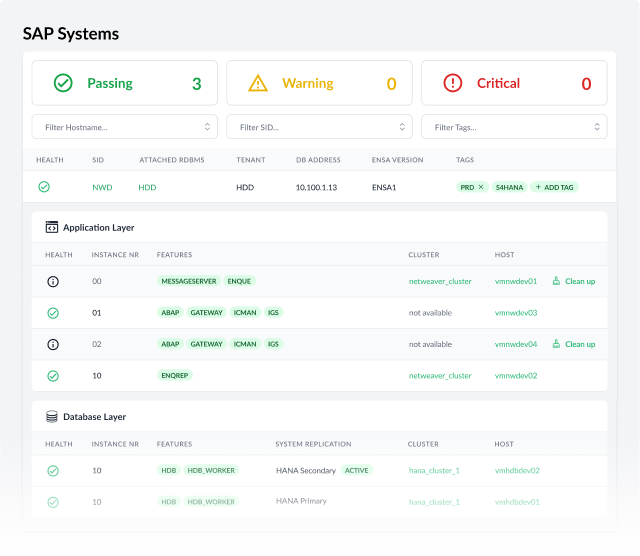 SAP Systems
Passing 3 Warning 0 Critical 0
Filter Hostname... Filter SID... Filter Tags...
HEALTH SID ATTACHED RDBMS TENANT DB ADDRESS ENSA VERSION TAGS
NWD HDD HDD 10.100.1.13 ENSA1 PRD × S4HANA + ADD TAG
Application Layer
HEALTH INSTANCE NR FEATURES CLUSTER HOST
00 MESSAGESERVER ENQUE netweaver_cluster vmnwdev01 Clean up
01 ABAP GATEWAY ICMAN IGS not available vmnwdev03
02 ABAP GATEWAY ICMAN IGS not available vmnwdev04 Clean up
10 ENQREP netweaver_cluster vmnwdev02
Database Layer
HEALTH INSTANCE NR FEATURES SYSTEM REPLICATION CLUSTER HOST
10 HDB HDB_WORKER HANA Secondary ACTIVE hana_cluster_1 vmhdbdev02
10 HDB HDB_WORKER HANA Primary hana_cluster_1 vmhdbdev01